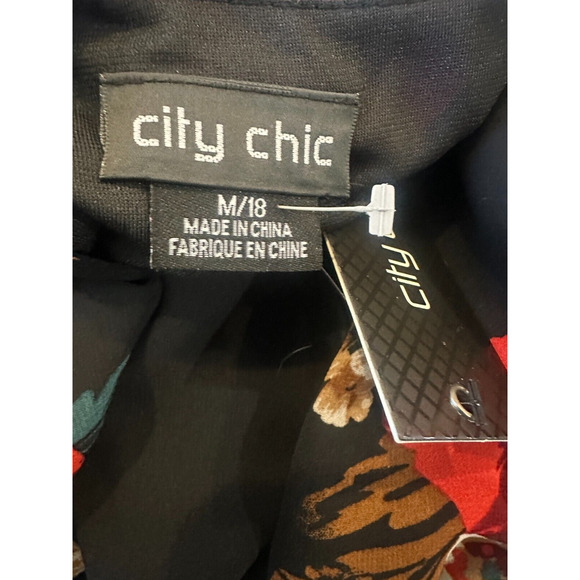 city chic
M/18
MADE IN CHINA
FABRIQUE EN CHINE
city